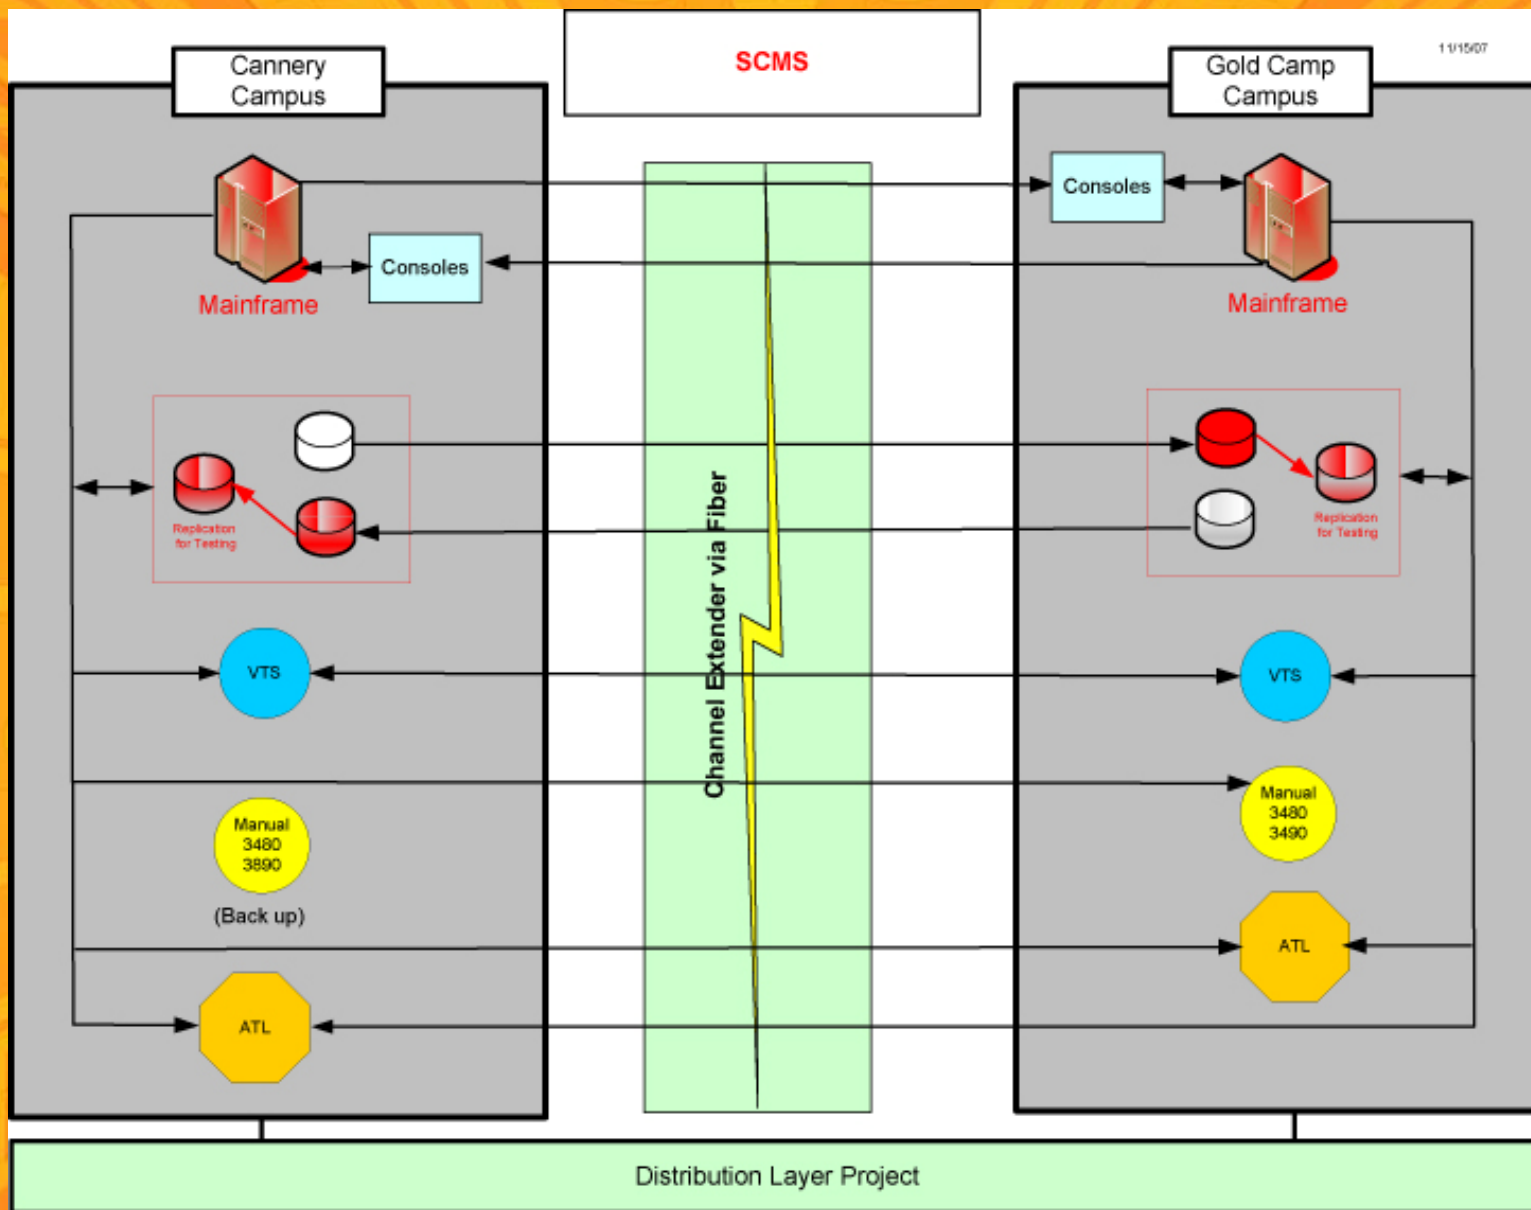 SCMS
11/15/07
Cannery
Campus
Gold Camp
Campus
Mainframe
Consoles
Consoles
Mainframe
Replication
for Testing
Replication
for Testing
Channel Extender via Fiber
VTS
VTS
Manual
3480
3890
(Back up)
Manual
3480
3490
ATL
ATL
Distribution Layer Project